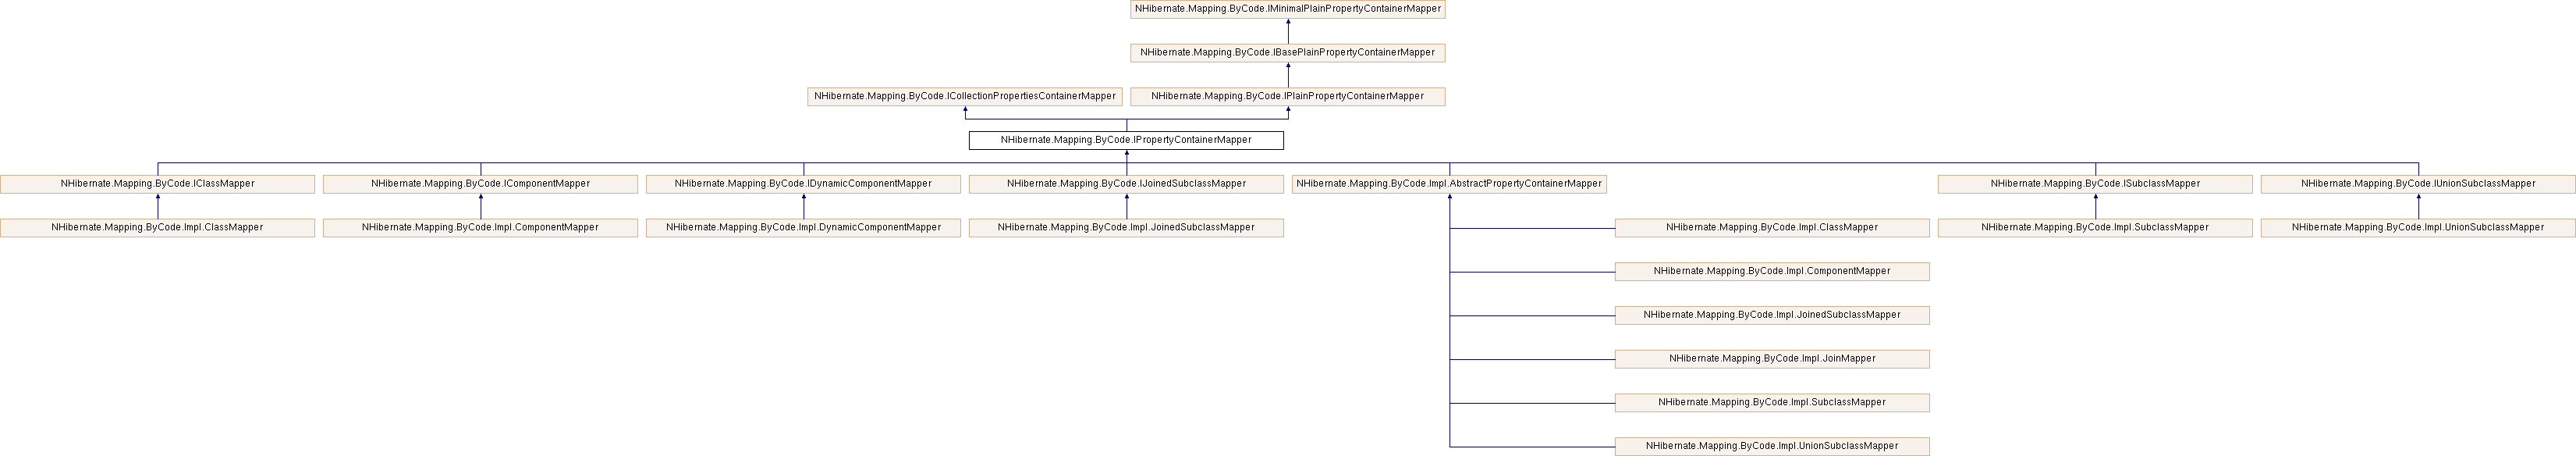 NHibernate.Mapping.ByCode.IMinimalPlainPropertyContainerMapper
NHibernate.Mapping.ByCode.IBasePlainPropertyContainerMapper
NHibernate.Mapping.ByCode.ICollectionPropertiesContainerMapper
NHibernate.Mapping.ByCode.IPlainPropertyContainerMapper
NHibernate.Mapping.ByCode.IPropertyContainerMapper
NHibernate.Mapping.ByCode.IClassMapper
NHibernate.Mapping.ByCode.IComponentMapper
NHibernate.Mapping.ByCode.IDynamicComponentMapper
NHibernate.Mapping.ByCode.IJoinedSubclassMapper
NHibernate.Mapping.ByCode.Impl.AbstractPropertyContainerMapper
NHibernate.Mapping.ByCode.ISubclassMapper
NHibernate.Mapping.ByCode.IUnionSubclassMapper
NHibernate.Mapping.ByCode.Impl.ClassMapper
NHibernate.Mapping.ByCode.Impl.ComponentMapper
NHibernate.Mapping.ByCode.Impl.DynamicComponentMapper
NHibernate.Mapping.ByCode.Impl.JoinedSubclassMapper
NHibernate.Mapping.ByCode.Impl.ClassMapper
NHibernate.Mapping.ByCode.Impl.SubclassMapper
NHibernate.Mapping.ByCode.Impl.UnionSubclassMapper
NHibernate.Mapping.ByCode.Impl.ComponentMapper
NHibernate.Mapping.ByCode.Impl.JoinedSubclassMapper
NHibernate.Mapping.ByCode.Impl.JoinMapper
NHibernate.Mapping.ByCode.Impl.SubclassMapper
NHibernate.Mapping.ByCode.Impl.UnionSubclassMapper